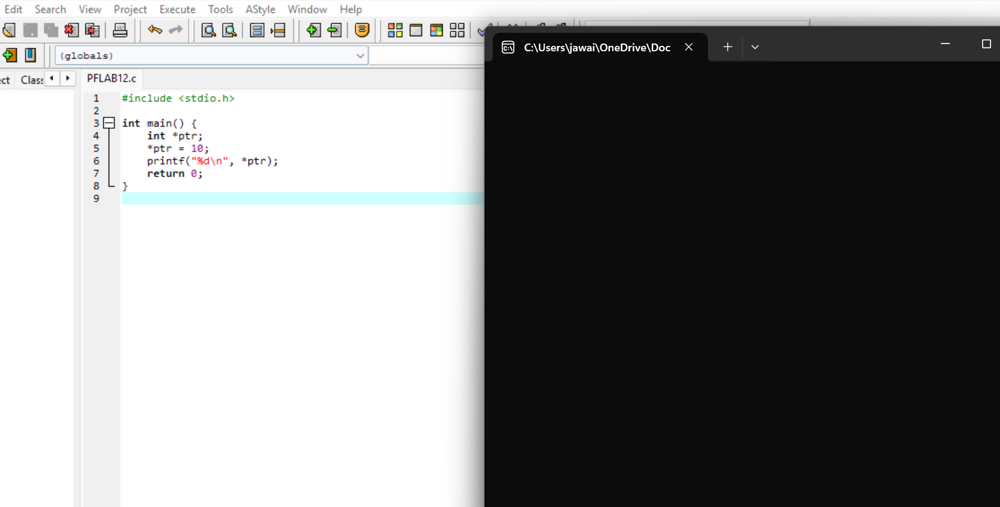 Edit Search View Project Execute Tools AStyle Window Help
(globals)
ect Class PFLAB12.c
1 #include <stdio.h>
2
3 int main() {
4     int *ptr;
5     *ptr = 10;
6     printf("%d\n", *ptr);
7     return 0;
8 }
9
C:\Users\jawai\OneDrive\Doc